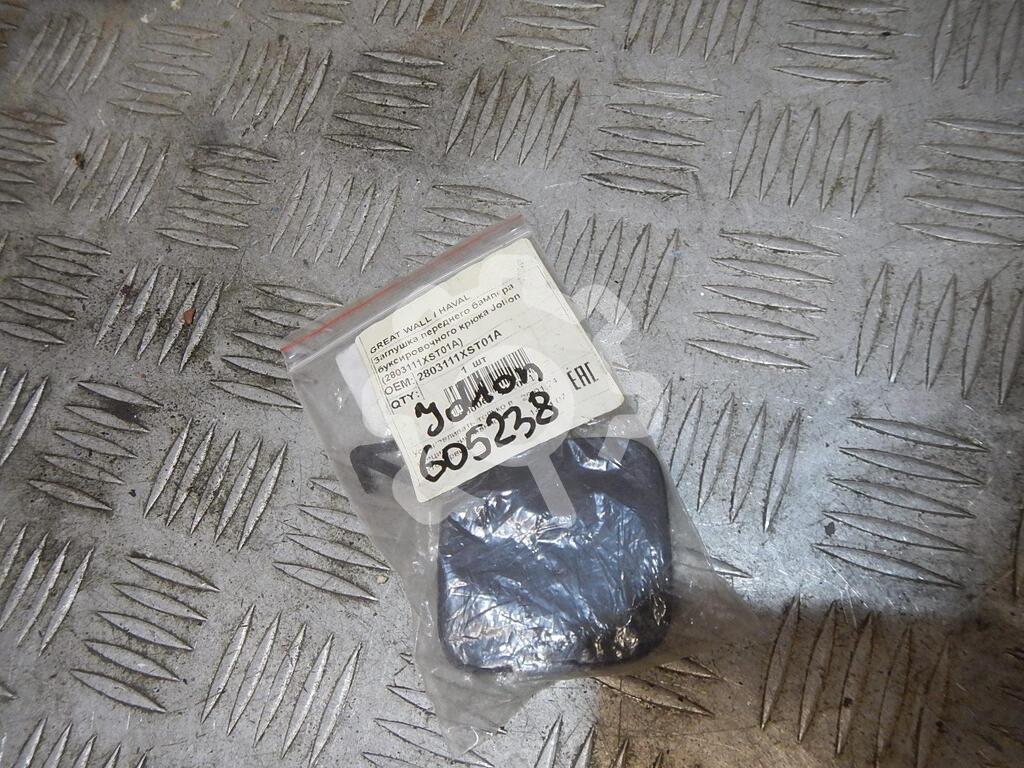 GREAT WALL / HAVAL
Заглушка переднего бампера
буксировочного крюка Jolion
(2803111XST01A)
OEM: 2803111XST01A
QTY: 1 шт
EAC
Jolion
605238